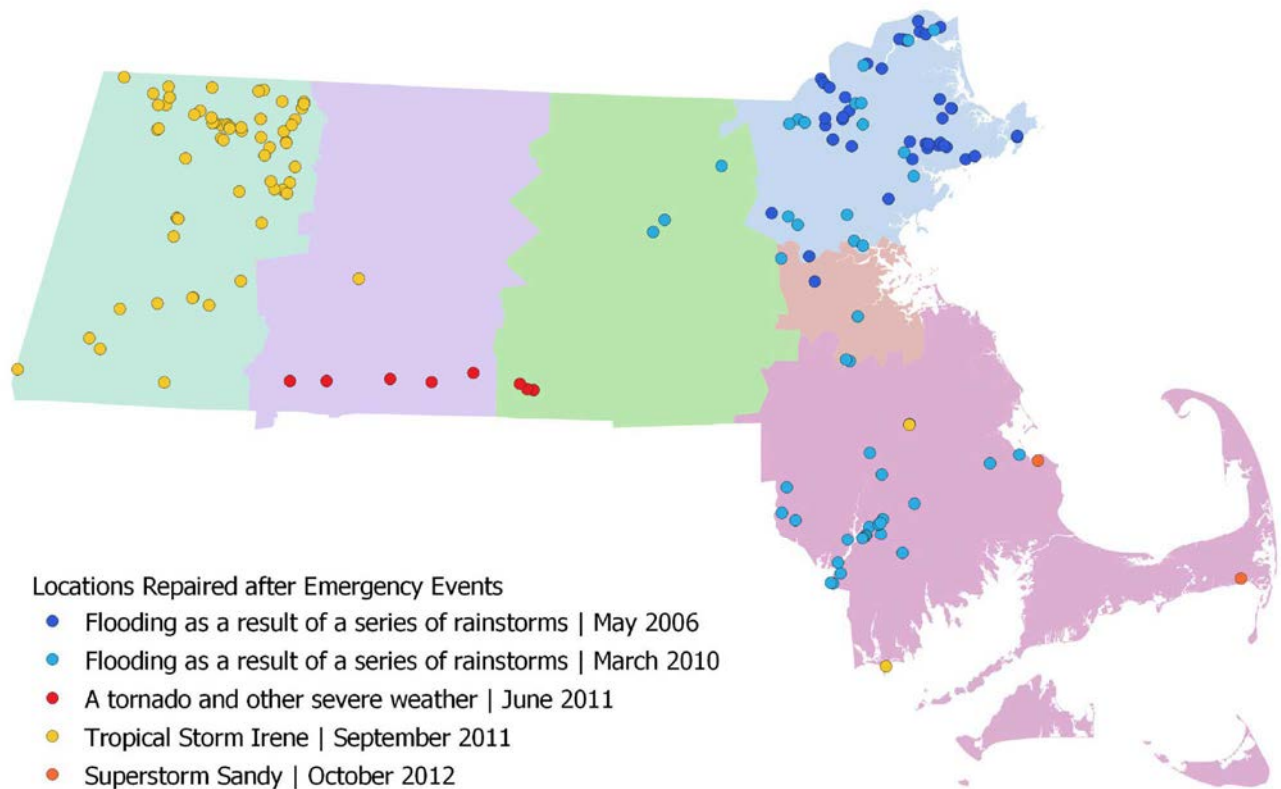 Locations Repaired after Emergency Events
Flooding as a result of a series of rainstorms | May 2006
Flooding as a result of a series of rainstorms | March 2010
A tornado and other severe weather | June 2011
Tropical Storm Irene | September 2011
Superstorm Sandy | October 2012